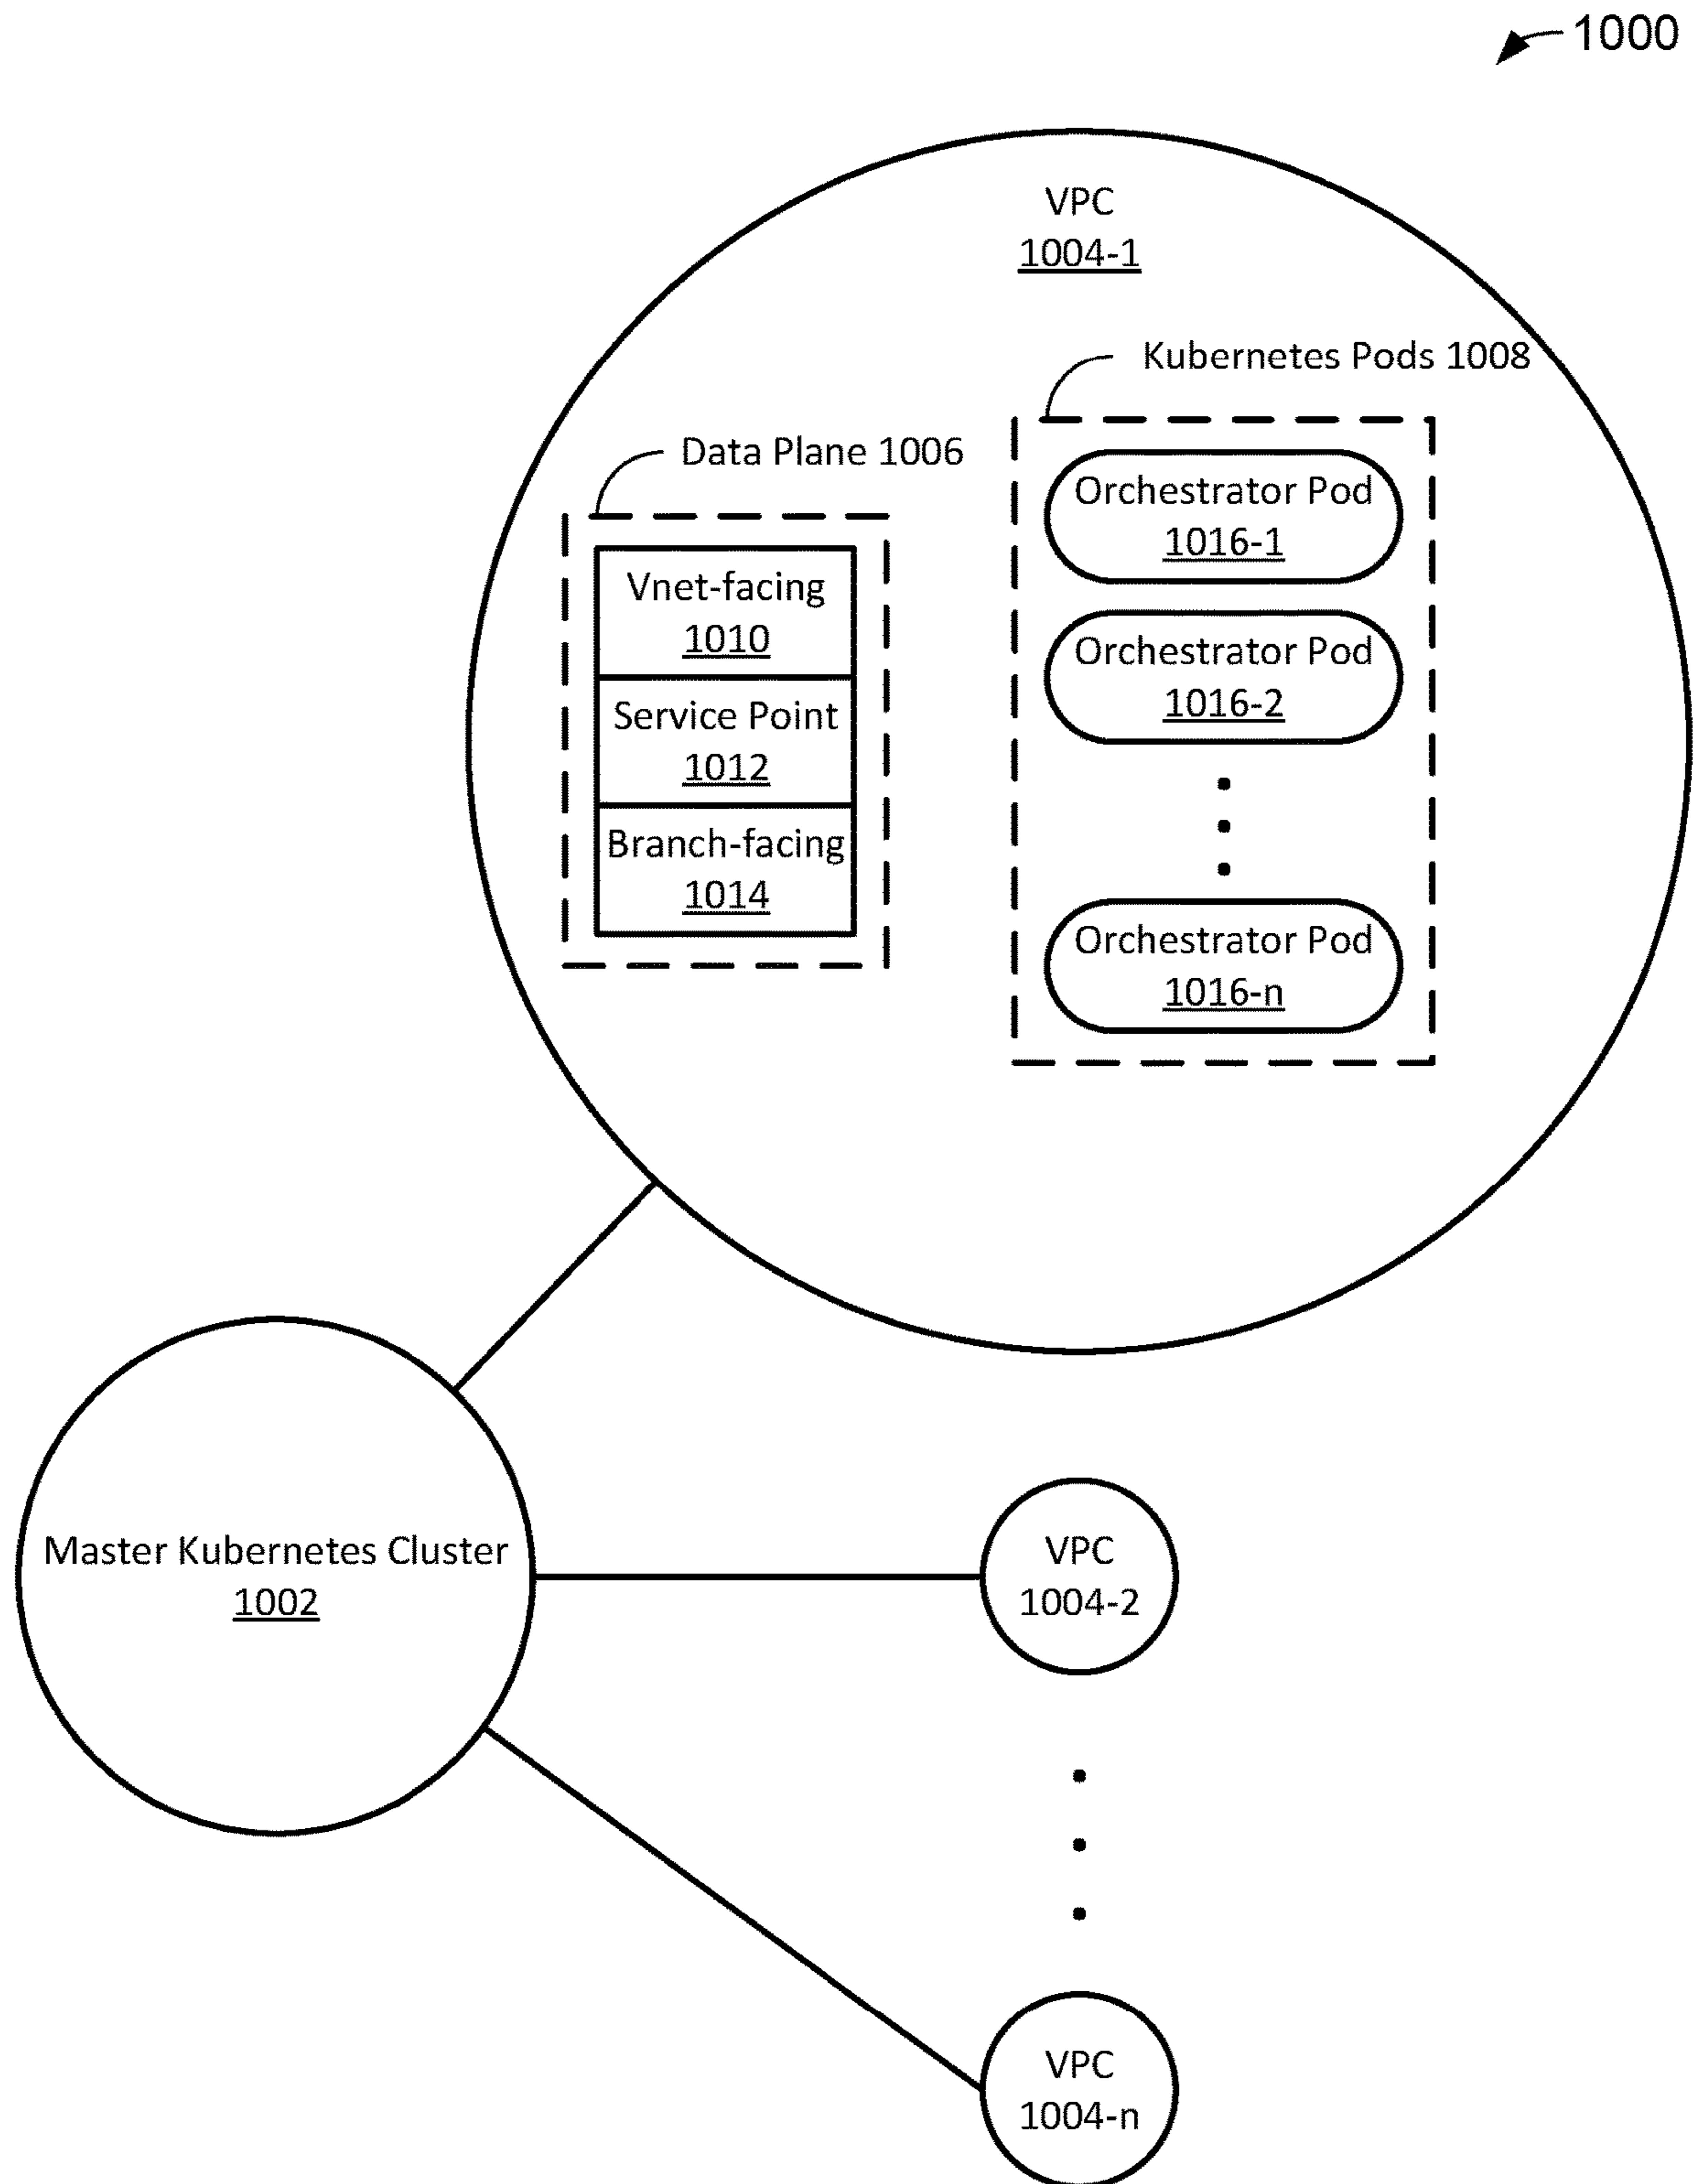 1000
VPC
1004-1
Kubernetes Pods 1008
Data Plane 1006
Vnet-facing
1010
Service Point
1012
Branch-facing
1014
Orchestrator Pod
1016-1
Orchestrator Pod
1016-2
Orchestrator Pod
1016-n
Master Kubernetes Cluster
1002
VPC
1004-2
VPC
1004-n